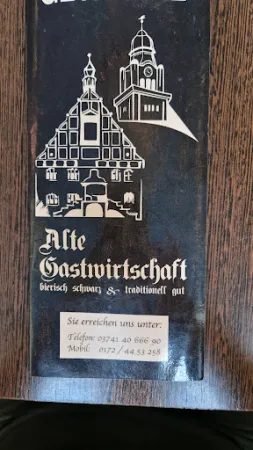 Alte
Gastwirtschaft
bierisch schwarz & traditionell gut
Sie erreichen uns unter:
Telefon: 03741 40 666 90
Mobil: 0172 / 44 53 258